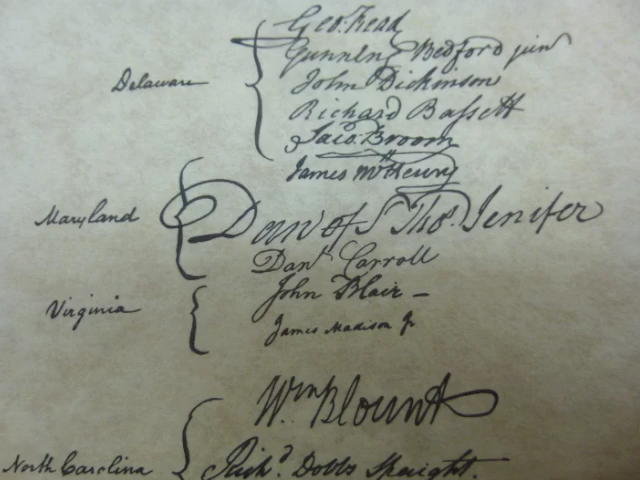 Geo: Read
Gunning Bedford jun
Delaware
John Dickinson
Richard Bassett
Jaco: Broom
James McHenry
Maryland
Dan of St Thos. Jenifer
Danl Carroll
Virginia
John Blair –
James Madison Jr
Wm Blount
North Carolina
Richd. Dobbs Spaight.